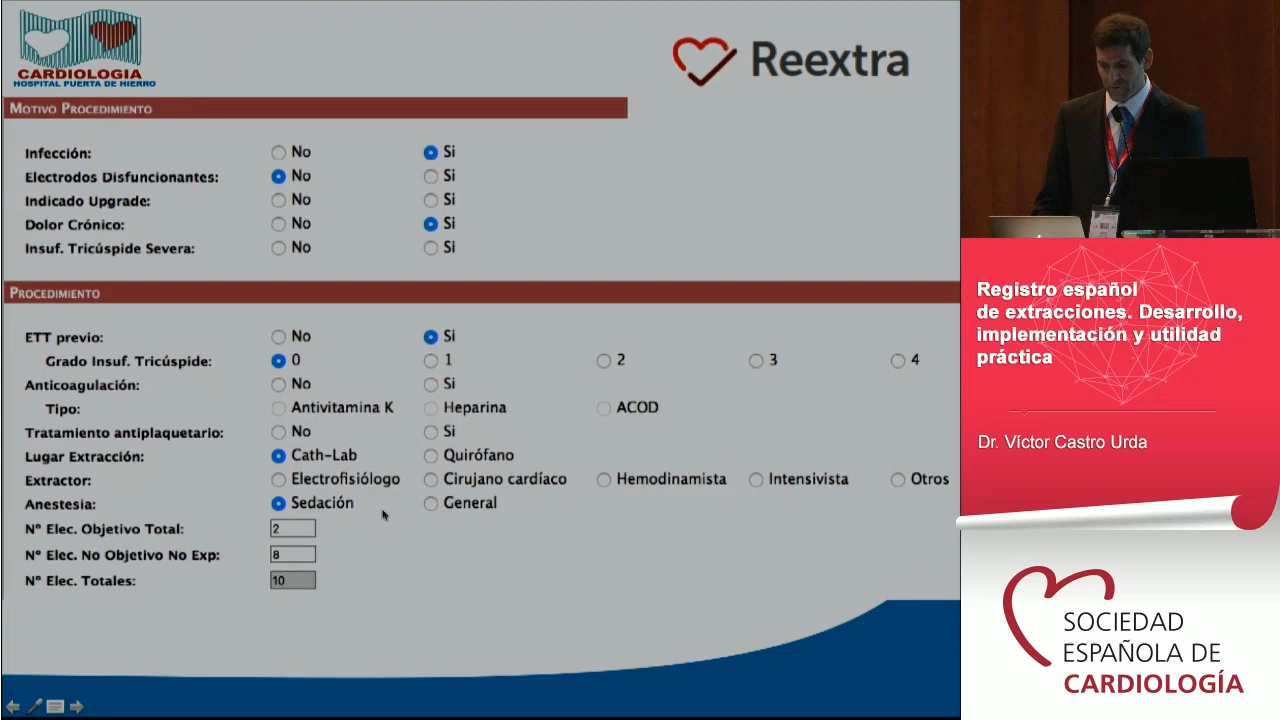 CARDIOLOGIA
HOSPITAL PUERTA DE HIERRO
Reextra
MOTIVO PROCEDIMIENTO
Infección: No Si
Electrodos Disfuncionantes: No Si
Indicado Upgrade: No Si
Dolor Crónico: No Si
Insuf. Tricúspide Severa: No Si
PROCEDIMIENTO
ETT previo: No Si
Grado Insuf. Tricúspide: 0 1 2 3 4
Anticoagulación: No Si
Tipo: Antivitamina K Heparina ACOD
Tratamiento antiplaquetario: No Si
Lugar Extracción: Cath-Lab Quirófano
Extractor: Electrofisiólogo Cirujano cardíaco Hemodinamista Intensivista Otros
Anestesia: Sedación General
Nº Elec. Objetivo Total: 2
Nº Elec. No Objetivo No Exp: 8
Nº Elec. Totales: 10
Registro español
de extracciones. Desarrollo,
implementación y utilidad
práctica
Dr. Víctor Castro Urda
SOCIEDAD
ESPAÑOLA DE
CARDIOLOGÍA